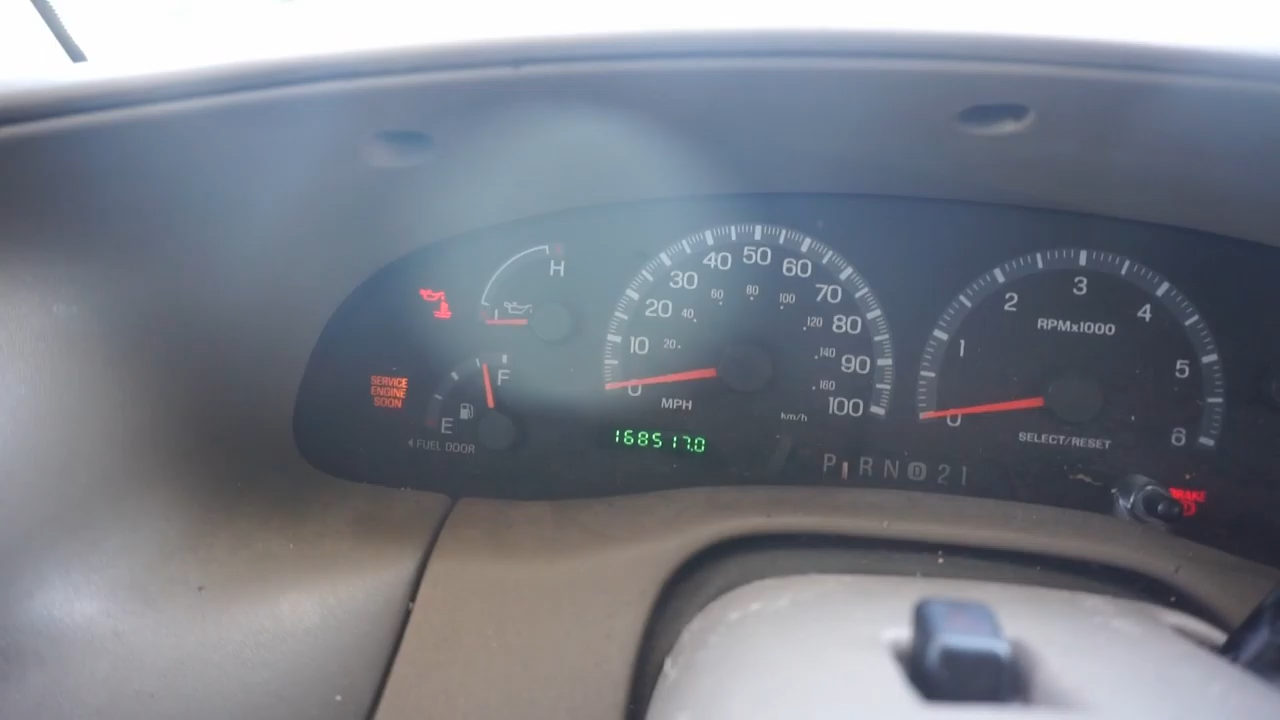 H
L
SERVICE
ENGINE
SOON
F
E
FUEL DOOR
0 10 20 30 40 50 60 70 80 90 100
20 40 60 80 100 120 140 160
MPH
km/h
168517.0
0 1 2 3 4 5 6
RPMx1000
SELECT/RESET
P R N D 2 1
BRAKE